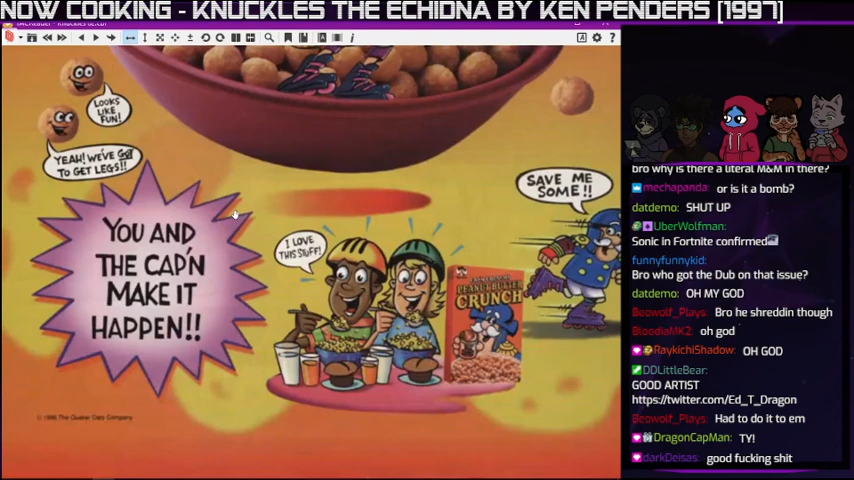 NOW COOKING - KNUCKLES THE ECHIDNA BY KEN PENDERS [1997]
LOOKS
LIKE
FUN!
YEAH! WE'VE GOT
TO GET LEGS!!
YOU AND
THE CAP'N
MAKE IT
HAPPEN!!
I LOVE
THIS STUFF!
SAVE ME
SOME!!
PEANUT BUTTER
CRUNCH
© 1996 The Quaker Oats Company
bro why is there a literal M&M in there?
mechapanda: or is it a bomb?
datdemo: SHUT UP
UberWolfman:
Sonic in Fortnite confirmed
funnyfunnykid:
Bro who got the Dub on that issue?
datdemo: OH MY GOD
Beowolf_Plays: Bro he shreddin though
BloodiaMK2: oh god
RaykichiShadow: OH GOD
DDLittleBear:
GOOD ARTIST
https://twitter.com/Ed_T_Dragon
Beowolf_Plays: Had to do it to em
DragonCapMan: TY!
darkDeisas: good fucking shit